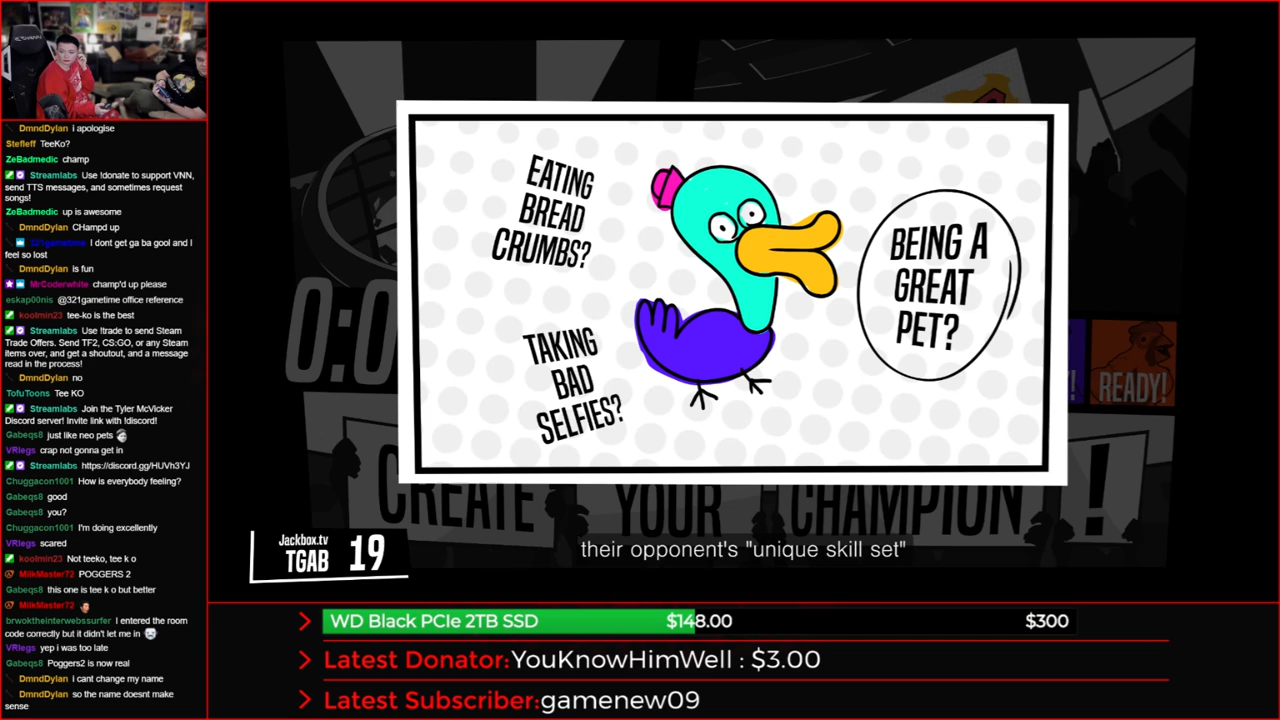 DmndDylan i apologise
Stefleff TeeKo?
ZeBadmedic champ
Streamlabs Use !donate to support VNN,
send TTS messages, and sometimes request
songs!
ZeBadmedic up is awesome
DmndDylan CHampd up
321gametime I dont get ga ba gool and I
feel so lost
DmndDylan is fun
MrCoderwhite champ'd up please
eskap00nis @321gametime office reference
koolmin23 tee-ko is the best
Streamlabs Use !trade to send Steam
Trade Offers. Send TF2, CS:GO, or any Steam
Items over, and get a shoutout, and a message
read in the process!
DmndDylan no
TofuToons Tee KO
Streamlabs Join the Tyler McVicker
Discord server! Invite link with !discord!
Gabeqs8 just like neo pets
VRlegs crap not gonna get in
Streamlabs https://discord.gg/HUVh3YJ
Chuggacon1001 How is everybody feeling?
Gabeqs8 good
Gabeqs8 you?
Chuggacon1001 I'm doing excellently
VRlegs scared
koolmin23 Not teeko, tee k o
MilkMaster72 POGGERS 2
Gabeqs8 this one is tee k o but better
MilkMaster72
brwoktheinterwebssurfer I entered the room
code correctly but it didn't let me in
VRlegs yep i was too late
Gabeqs8 Poggers2 is now real
DmndDylan i cant change my name
DmndDylan so the name doesnt make
sense
EATING
BREAD
CRUMBS?
TAKING
BAD
SELFIES?
BEING A
GREAT
PET?
0:0
READY!
CREATE YOUR CHAMPION!
Jackbox.tv
TGAB 19
their opponent's "unique skill set"
WD Black PCIe 2TB SSD $148.00 $300
Latest Donator:YouKnowHimWell : $3.00
Latest Subscriber:gamenew09